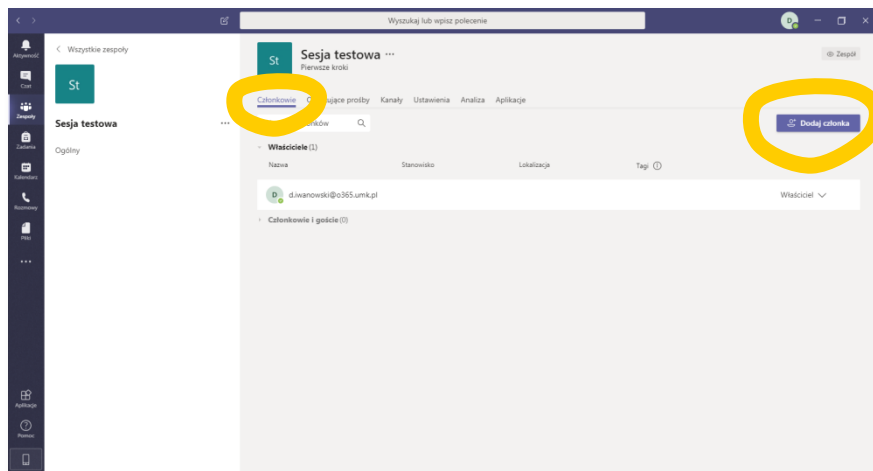 Wyszukaj lub wpisz polecenie
D
Aktywność
Czat
Zespoły
Zadania
Kalendarz
Rozmowy
Pliki
Aplikacje
Pomoc
Wszystkie zespoły
St
Sesja testowa
Ogólny
St
Sesja testowa
Pierwsze kroki
Zespół
Członkowie prośby Kanały Ustawienia Analiza Aplikacje
Dodaj członka
Właściciele (1)
Nazwa Stanowisko Lokalizacja Tagi
D d.iwanowski@o365.umk.pl Właściciel
Członkowie i goście (0)